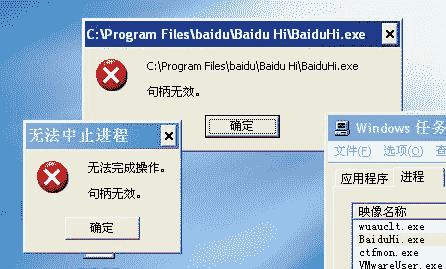 C:\Program Files\baidu\Baidu Hi\BaiduHi.exe
C:\Program Files\baidu\Baidu Hi\BaiduHi.exe
句柄无效。
确定
无法中止进程
无法完成操作。
句柄无效。
确定
Windows 任务
文件(F) 选项(O) 查
应用程序 进程
映像名称
wuauclt.exe
BaiduHi.exe
ctfmon.exe
VMwareUser.exe